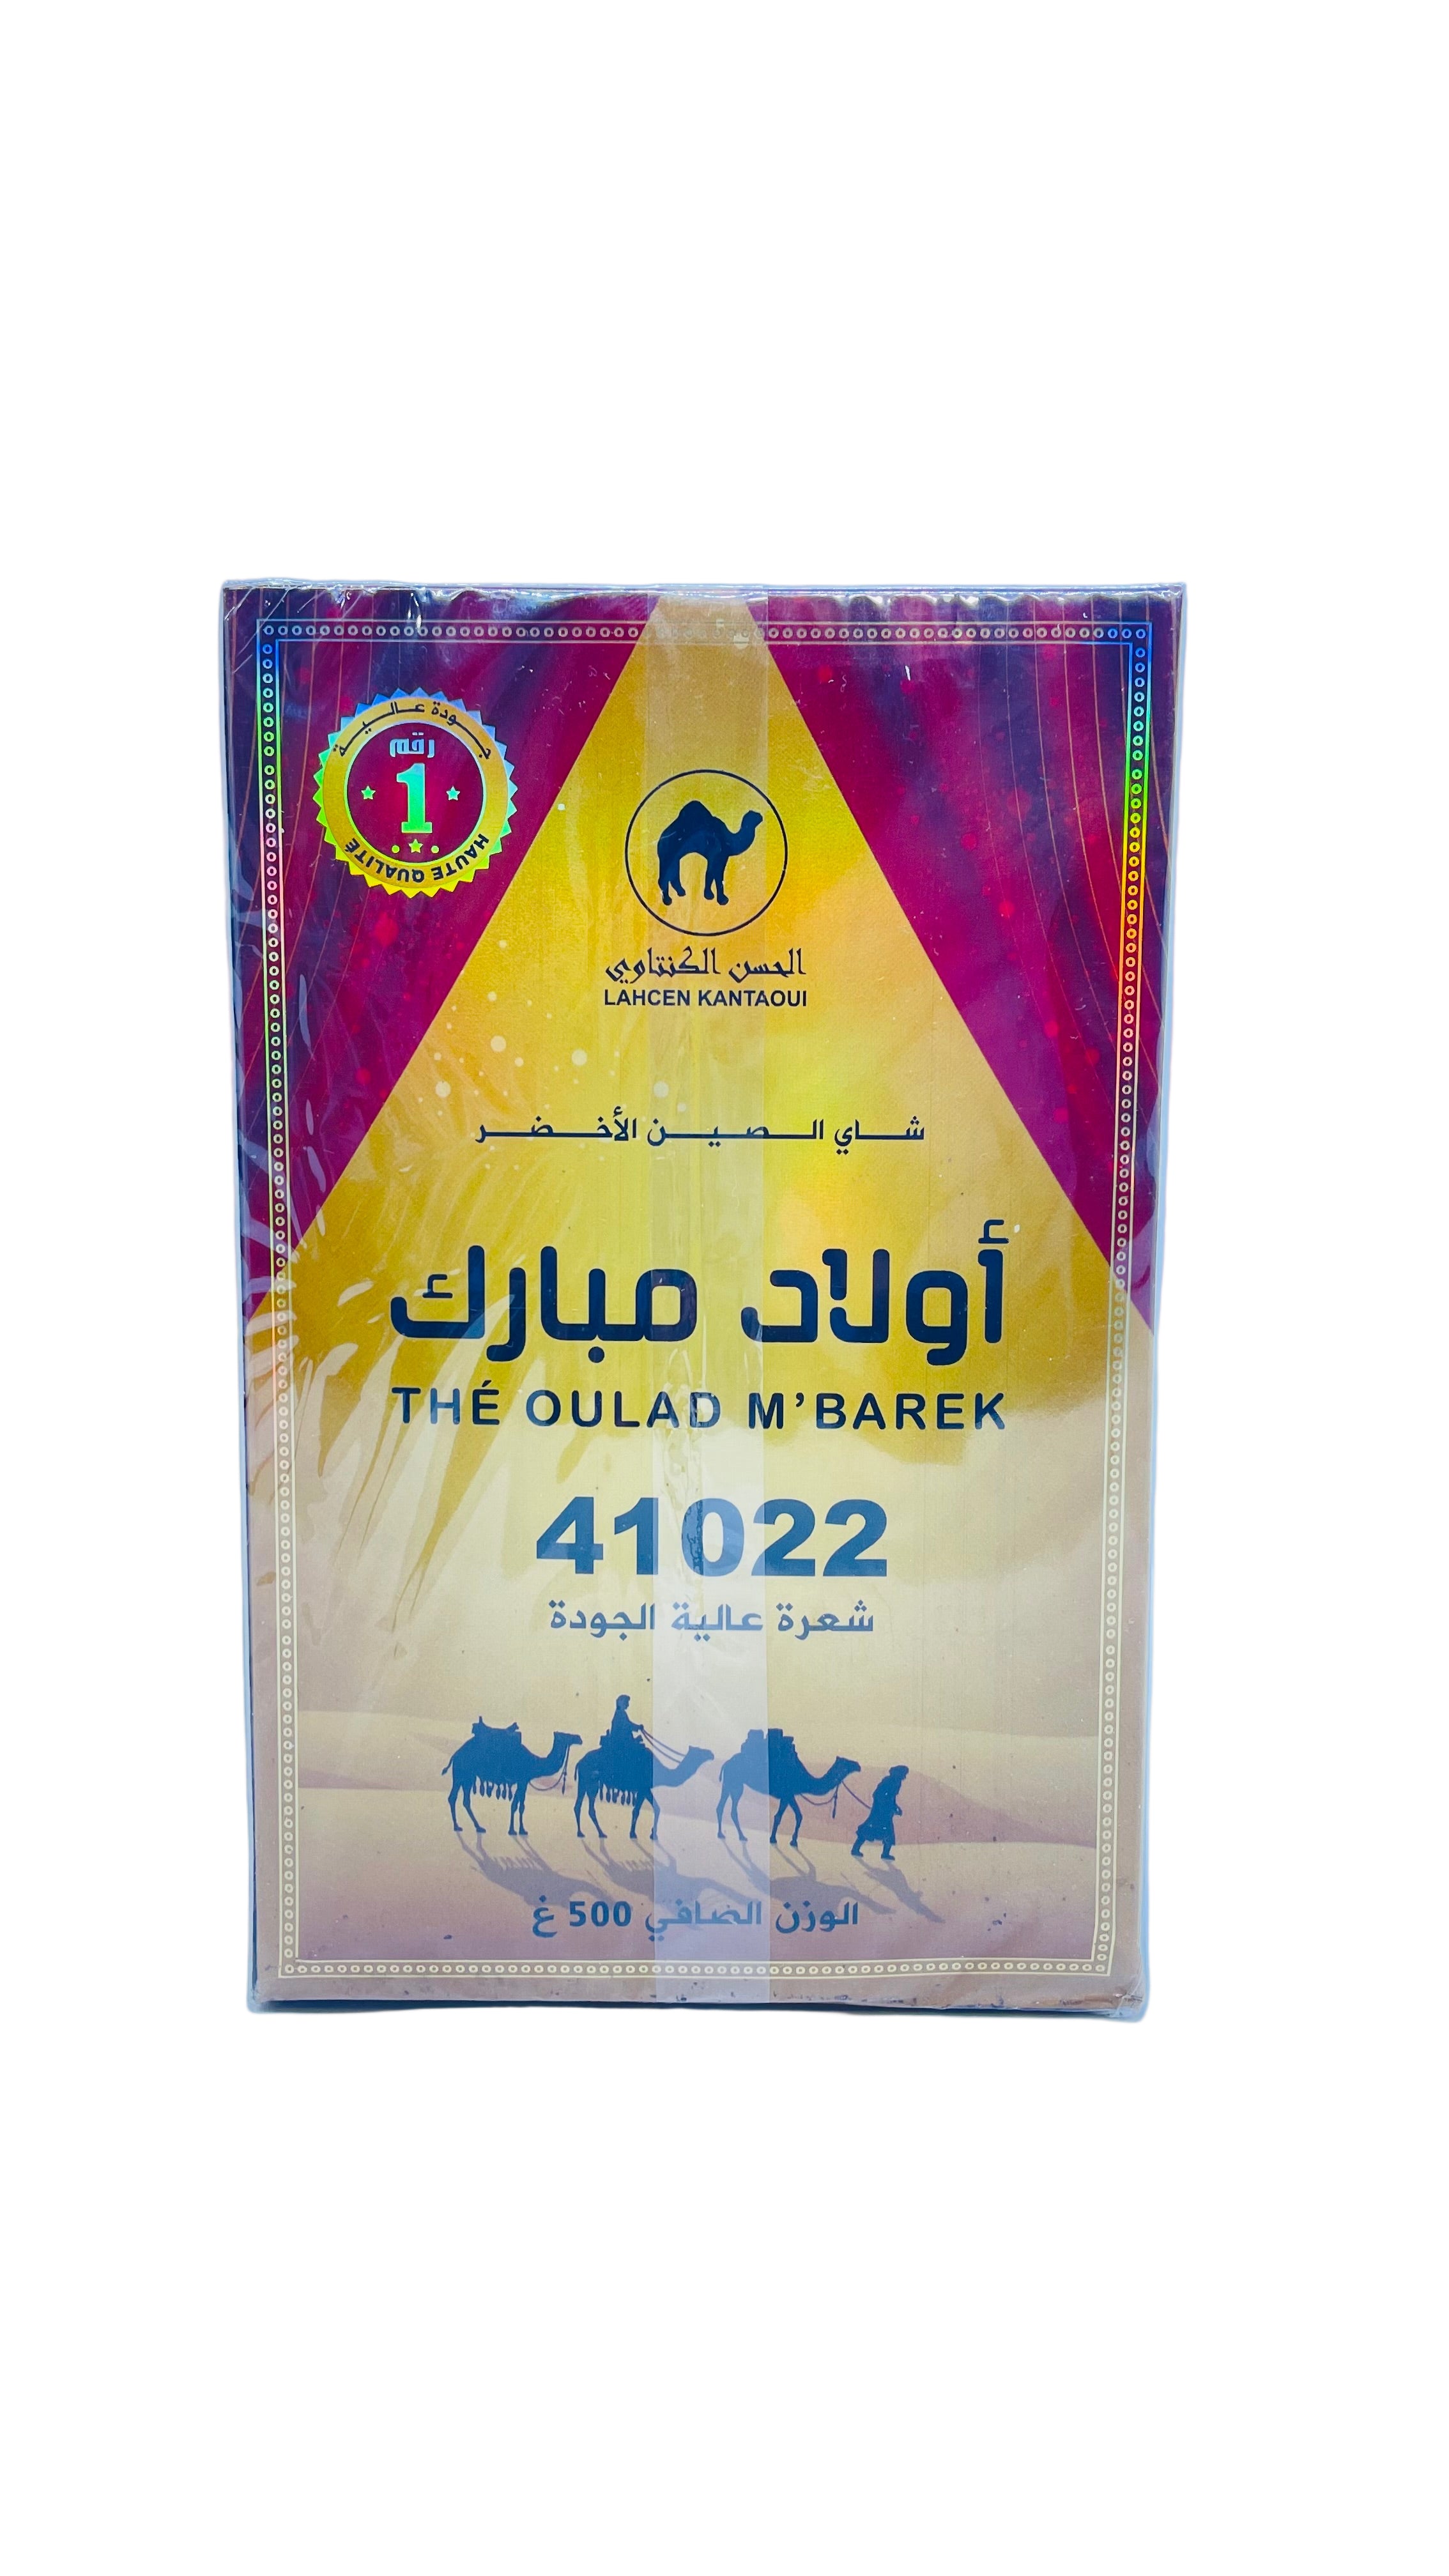 جودة عالية
رقم
1
HAUTE QUALITÉ
الحسن الكنتاوي
LAHCEN KANTAOUI
شاي الصين الأخضر
أولاد مبارك
THÉ OULAD M’BAREK
41022
شعرة عالية الجودة
الوزن الصافي 500 غ